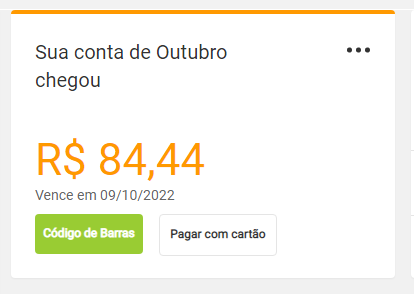 Sua conta de Outubro
chegou
R$ 84,44
Vence em 09/10/2022
Código de Barras
Pagar com cartão